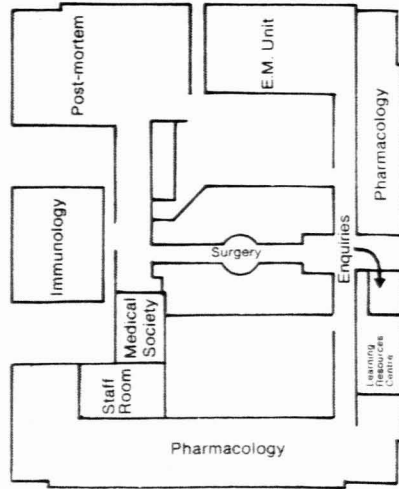 Post-mortem
E.M. Unit
Pharmacology
Immunology
Surgery
Enquiries
Medical
Society
Staff
Room
Learning
Resources
Centre
Pharmacology